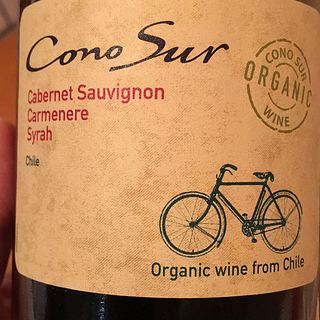 Cono Sur
Cabernet Sauvignon
Carmenere
Syrah
Chile
CONO SUR
ORGANIC
WINE
Organic wine from Chile